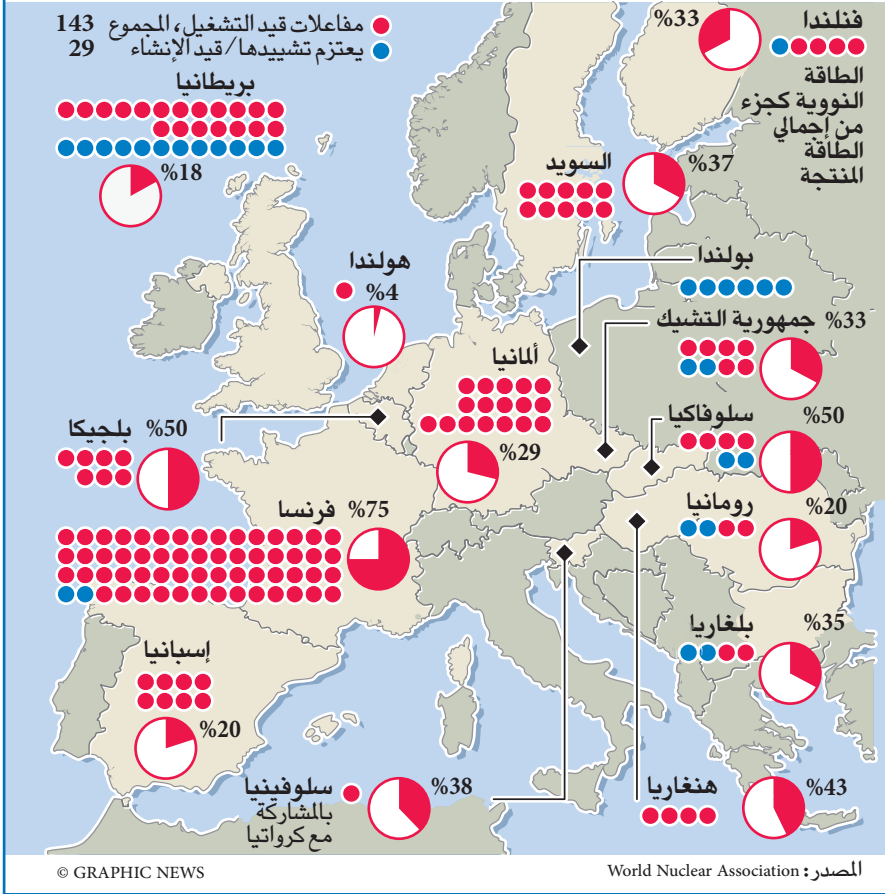 مفاعلات قيد التشغيل، المجموع 143
يعتزم تشييدها/قيد الإنشاء 29
فنلندا
%33
الطاقة
النووية كجزء
من إجمالي
الطاقة
المنتجة
بريطانيا
%18
السويد
%37
بولندا
هولندا
%4
جمهورية التشيك
%33
ألمانيا
%29
سلوفاكيا
%50
بلجيكا
%50
رومانيا
%20
فرنسا
%75
بلغاريا
%35
إسبانيا
%20
هنغاريا
%43
سلوفينيا
بالمشاركة
مع كرواتيا
%38
المصدر: World Nuclear Association
© GRAPHIC NEWS